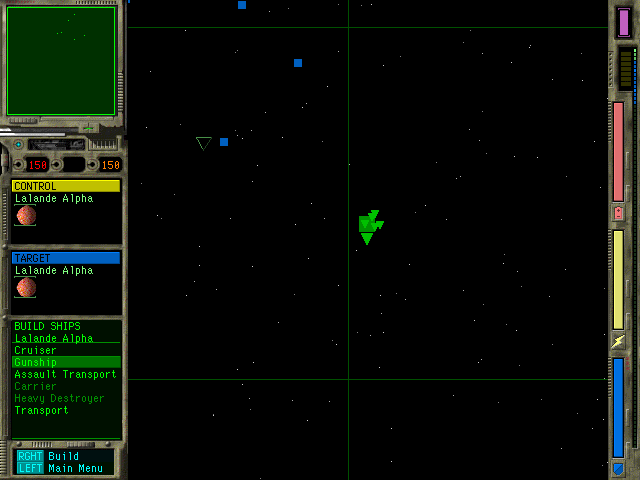 150 150
CONTROL
Lalande Alpha
TARGET
Lalande Alpha
BUILD SHIPS
Lalande Alpha
Cruiser
Gunship
Assault Transport
Carrier
Heavy Destroyer
Transport
RGHT Build
LEFT Main Menu